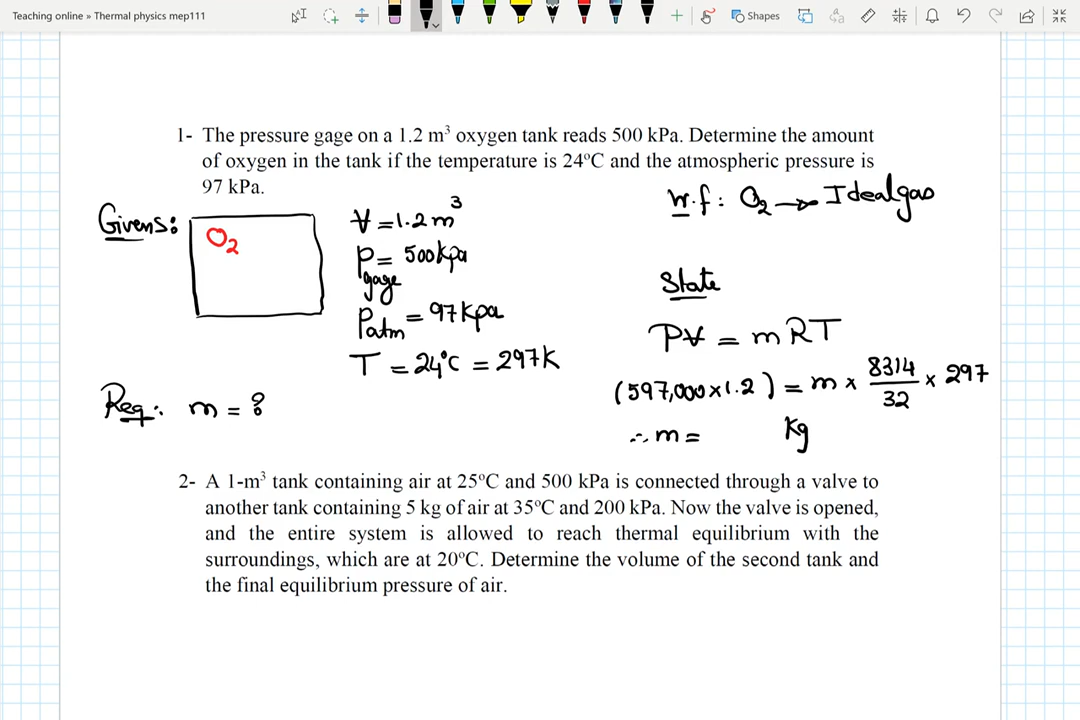 Teaching online » Thermal physics mep111
Shapes
1- The pressure gage on a 1.2 m³ oxygen tank reads 500 kPa. Determine the amount
of oxygen in the tank if the temperature is 24°C and the atmospheric pressure is
97 kPa.
Givens:
O₂
V = 1.2 m³
P gage = 500 kpa
Patm = 97 kpa
T = 24°C = 297 K
Req: m = ?
w.f: O₂ → Ideal gas
State
PV = mRT
(597,000 × 1.2) = m × 8314/32 × 297
∴ m = Kg
2- A 1-m³ tank containing air at 25°C and 500 kPa is connected through a valve to
another tank containing 5 kg of air at 35°C and 200 kPa. Now the valve is opened,
and the entire system is allowed to reach thermal equilibrium with the
surroundings, which are at 20°C. Determine the volume of the second tank and
the final equilibrium pressure of air.